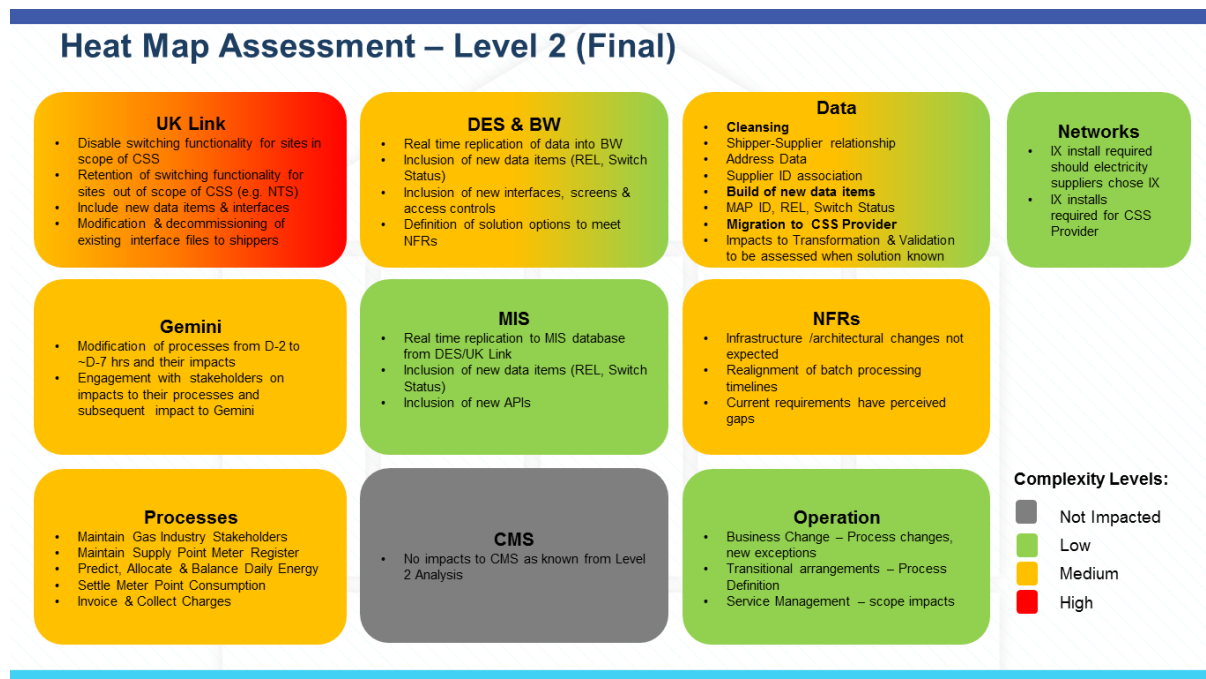 Heat Map Assessment – Level 2 (Final)
UK Link
• Disable switching functionality for sites in
scope of CSS
• Retention of switching functionality for
sites out of scope of CSS (e.g. NTS)
• Include new data items & interfaces
• Modification & decommissioning of
existing interface files to shippers
DES & BW
• Real time replication of data into BW
• Inclusion of new data items (REL, Switch
Status)
• Inclusion of new interfaces, screens &
access controls
• Definition of solution options to meet
NFRs
Data
• Cleansing
• Shipper-Supplier relationship
• Address Data
• Supplier ID association
• Build of new data items
• MAP ID, REL, Switch Status
• Migration to CSS Provider
• Impacts to Transformation & Validation
to be assessed when solution known
Networks
• IX install required
should electricity
suppliers chose IX
• IX installs
required for CSS
Provider
Gemini
• Modification of processes from D-2 to
~D-7 hrs and their impacts
• Engagement with stakeholders on
impacts to their processes and
subsequent impact to Gemini
MIS
• Real time replication to MIS database
from DES/UK Link
• Inclusion of new data items (REL, Switch
Status)
• Inclusion of new APIs
NFRs
• Infrastructure /architectural changes not
expected
• Realignment of batch processing
timelines
• Current requirements have perceived
gaps
Processes
• Maintain Gas Industry Stakeholders
• Maintain Supply Point Meter Register
• Predict, Allocate & Balance Daily Energy
• Settle Meter Point Consumption
• Invoice & Collect Charges
CMS
• No impacts to CMS as known from Level
2 Analysis
Operation
• Business Change – Process changes,
new exceptions
• Transitional arrangements – Process
Definition
• Service Management – scope impacts
Complexity Levels:
Not Impacted
Low
Medium
High